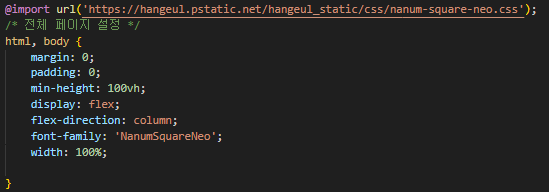 @import url('https://hangeul.pstatic.net/hangeul_static/css/nanum-square-neo.css');
/* 전체 페이지 설정 */
html, body {
    margin: 0;
    padding: 0;
    min-height: 100vh;
    display: flex;
    flex-direction: column;
    font-family: 'NanumSquareNeo';
    width: 100%;
}